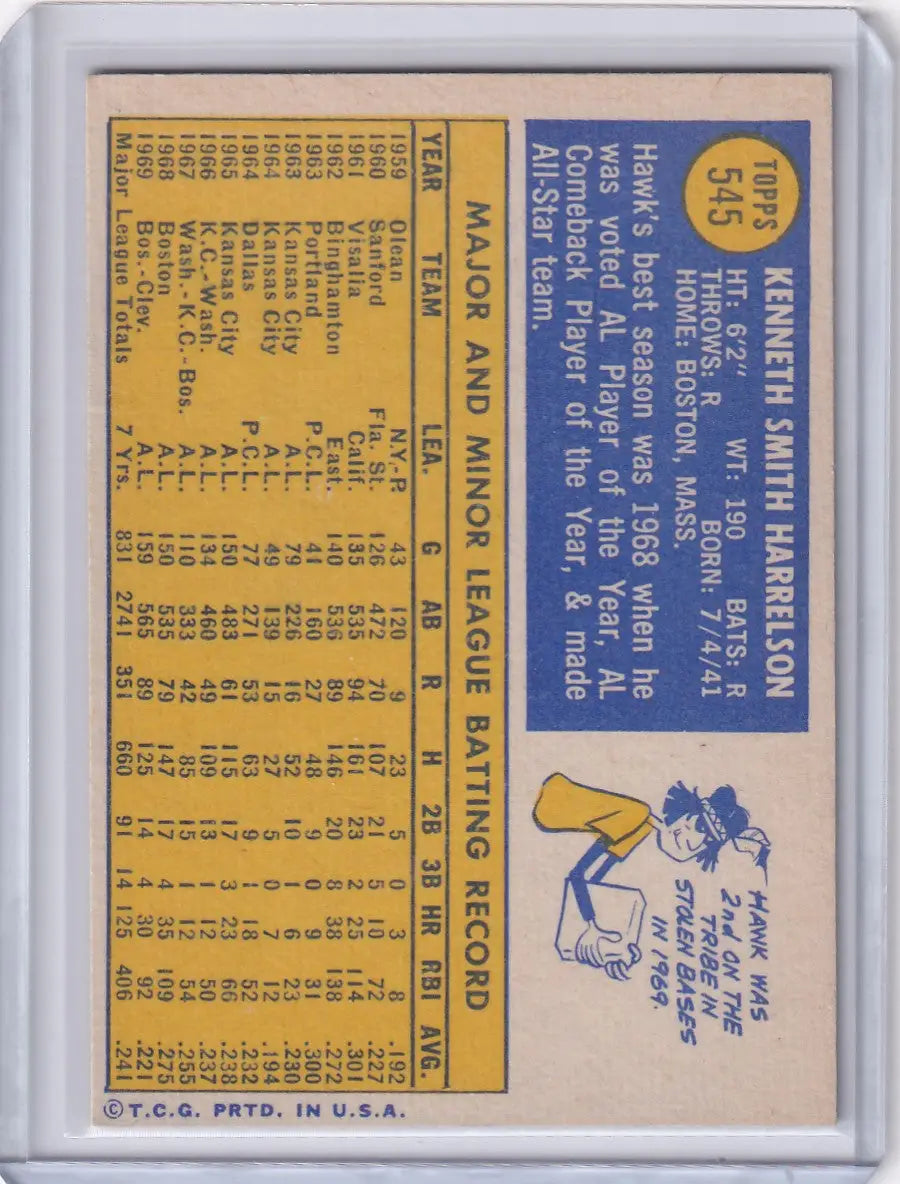 TOPPS
545
KENNETH SMITH HARRELSON
HT: 6'2" WT: 190 BATS: R
THROWS: R BORN: 7/4/41
HOME: BOSTON, MASS.
Hawk's best season was 1968 when he
was voted AL Player of the Year, AL
Comeback Player of the Year, & made
All-Star team.
HAWK WAS
2nd ON THE
TRIBE IN
STOLEN BASES
IN 1969.
MAJOR AND MINOR LEAGUE BATTING RECORD
YEAR TEAM LEA. G AB R H 2B 3B HR RBI AVG.
1959 Olean N.Y.-P. 43 120 9 23 5 0 3 8 .192
1960 Sanford Fla. St. 126 472 70 107 21 5 10 72 .227
1961 Visalia Calif. 135 535 94 161 23 2 25 114 .301
1962 Binghamton East. 140 536 89 146 20 8 38 138 .272
1963 Portland P.C.L. 41 160 27 48 9 0 9 31 .300
1963 Kansas City A.L. 79 226 16 52 10 1 6 23 .230
1964 Kansas City A.L. 49 139 15 27 5 0 7 12 .194
1964 Dallas P.C.L. 77 271 53 63 9 1 18 52 .232
1965 Kansas City A.L. 150 483 61 115 17 3 23 66 .238
1966 K.C.-Wash. A.L. 134 460 49 109 13 1 12 50 .237
1967 Wash.-K.C.-Bos. A.L. 110 333 42 85 15 1 12 54 .255
1968 Boston A.L. 150 535 79 147 17 4 35 109 .275
1969 Bos.-Clev. A.L. 159 565 89 125 14 4 30 92 .221
Major League Totals 7 Yrs. 831 2741 351 660 91 14 125 406 .241
©T.C.G. PRTD. IN U.S.A.